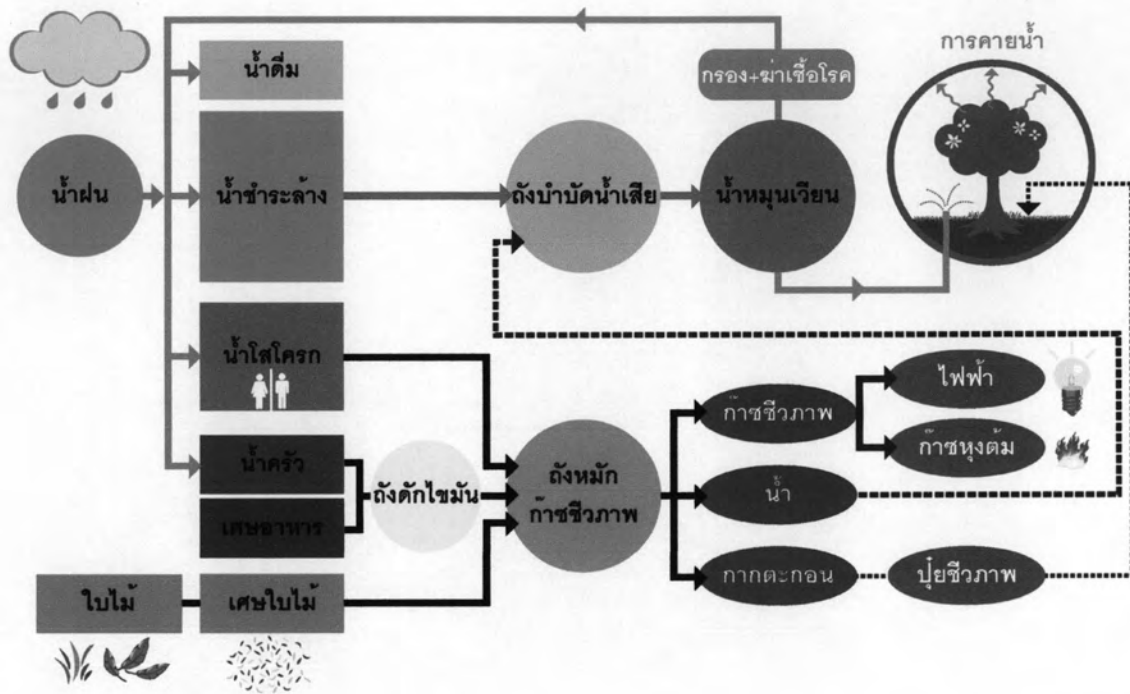 การคายน้ำ
น้ำดื่ม
กรอง+ฆ่าเชื้อโรค
น้ำฝน
น้ำชำระล้าง
ถังบำบัดน้ำเสีย
น้ำหมุนเวียน
น้ำโสโครก
ไฟฟ้า
ก๊าซชีวภาพ
ก๊าซหุงต้ม
น้ำครัว
ถังดักไขมัน
ถังหมัก
ก๊าซชีวภาพ
น้ำ
เศษอาหาร
กากตะกอน
ปุ๋ยชีวภาพ
ใบไม้
เศษใบไม้